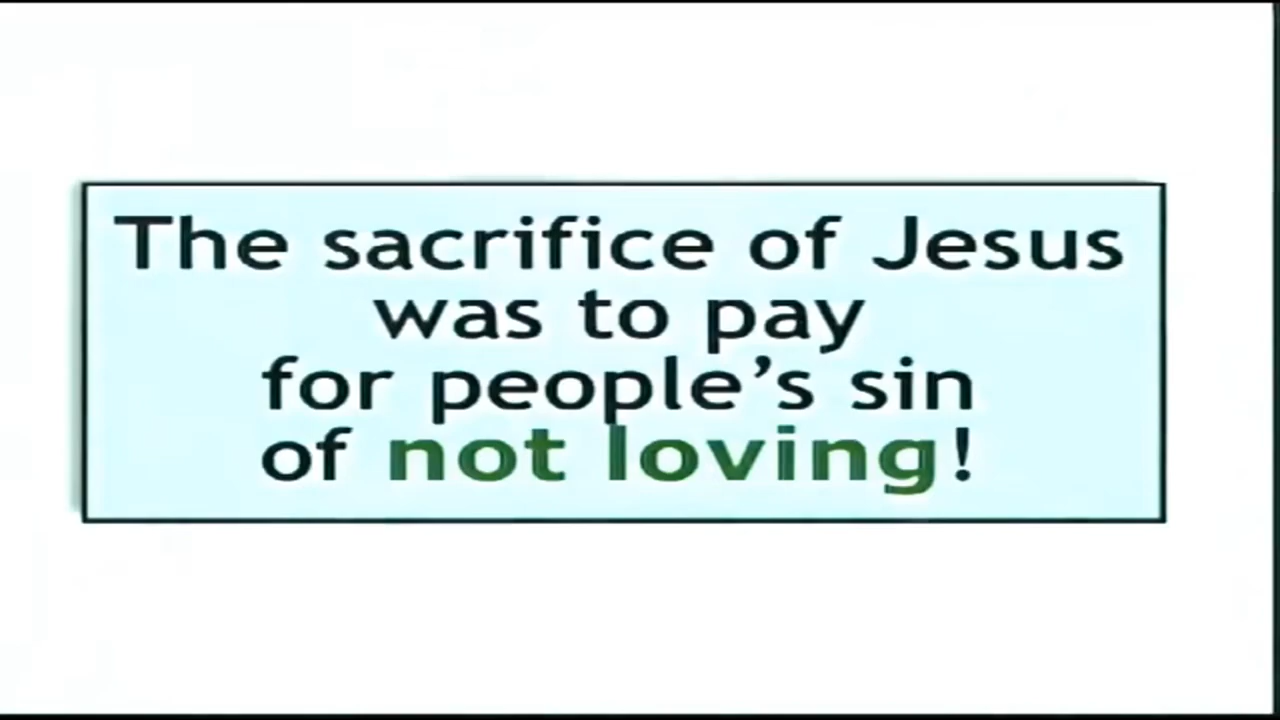 The sacrifice of Jesus
was to pay
for people’s sin
of not loving!